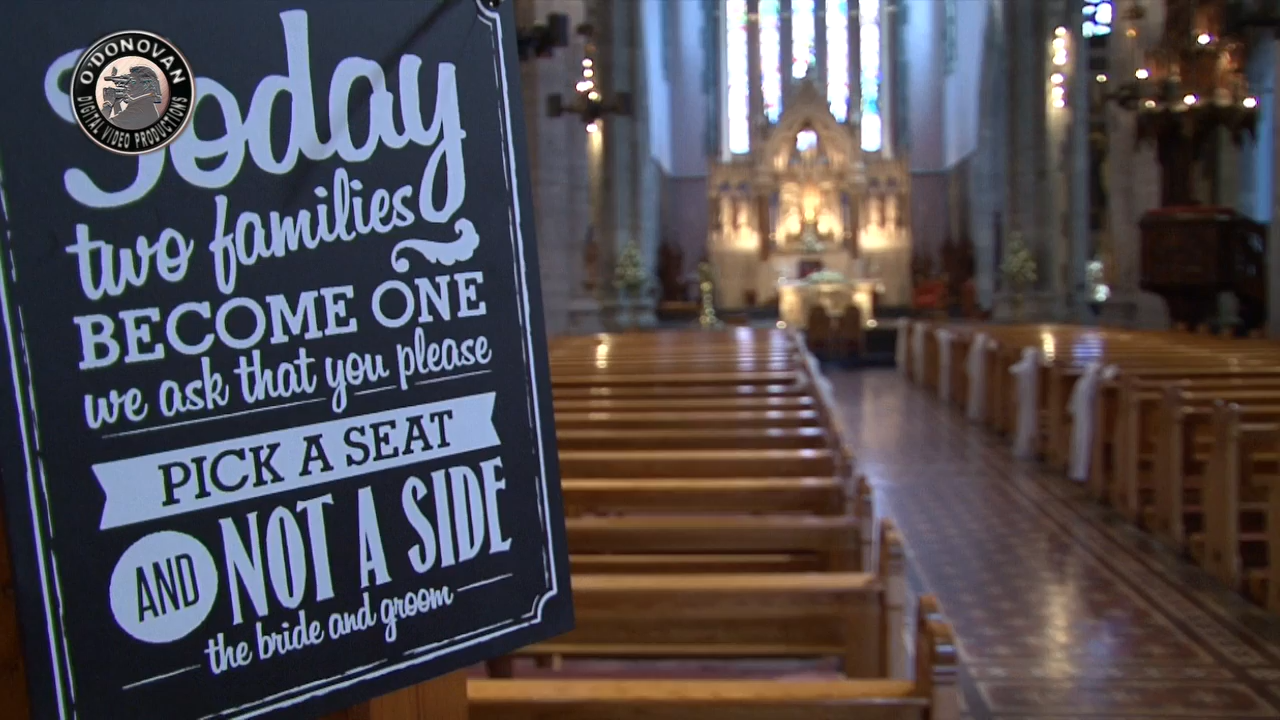 O'DONOVAN
DIGITAL VIDEO PRODUCTIONS
Today
two families
BECOME ONE
we ask that you please
PICK A SEAT
AND NOT A SIDE
the bride and groom